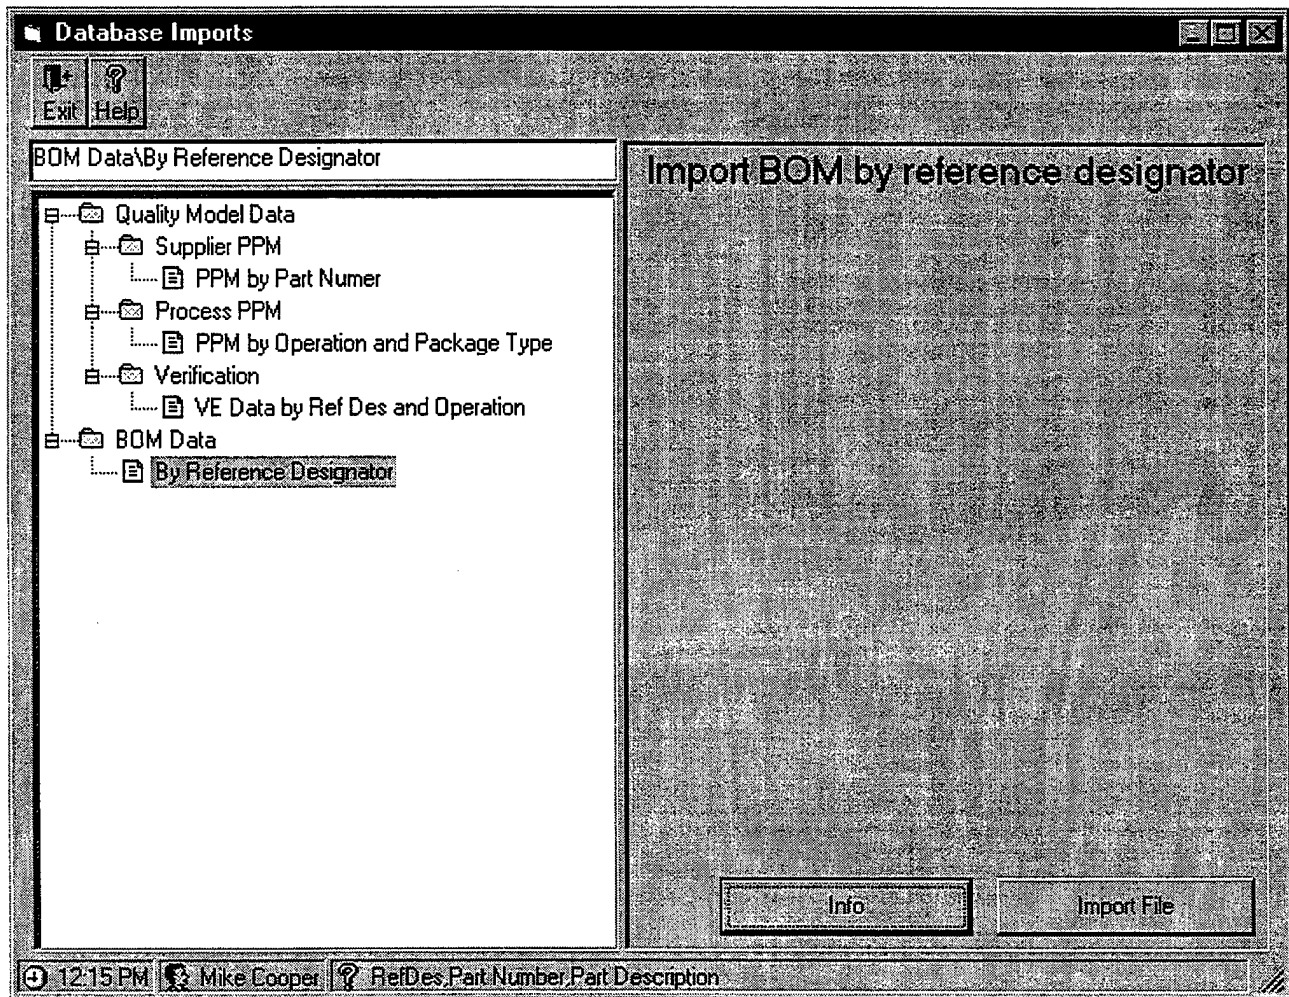 Database Imports
Exit Help
BOM Data\By Reference Designator
Import BOM by reference designator
Quality Model Data
Supplier PPM
PPM by Part Numer
Process PPM
PPM by Operation and Package Type
Verification
VE Data by Ref Des and Operation
BOM Data
By Reference Designator
Info Import File
12:15 PM Mike Cooper RefDes,Part Number,Part Description